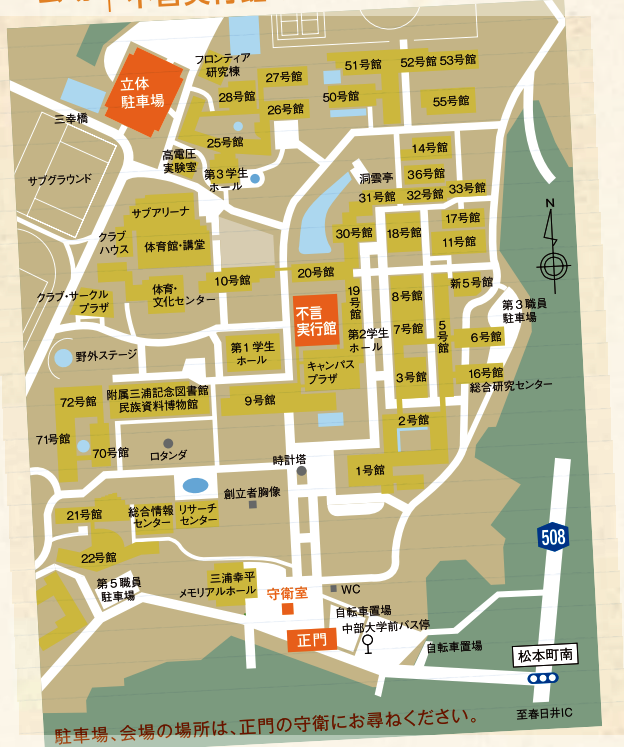 不言実行館
フロンティア
研究棟
立体
駐車場
三幸橋
27号館
28号館
26号館
25号館
51号館
52号館
53号館
50号館
55号館
高電圧
実験室
第3学生
ホール
サブグラウンド
14号館
洞雲亭
36号館
31号館
32号館
33号館
サブアリーナ
クラブ
ハウス
体育館・講堂
30号館
18号館
17号館
11号館
N
10号館
20号館
体育・
文化センター
クラブ・サークル
プラザ
19号館
8号館
新5号館
第3職員
駐車場
不言
実行館
第2学生
ホール
7号館
5号館
6号館
野外ステージ
第1学生
ホール
キャンパス
プラザ
3号館
16号館
総合研究センター
72号館
附属三浦記念図書館
民族資料博物館
9号館
2号館
71号館
70号館
ロタンダ
時計塔
1号館
創立者胸像
21号館
総合情報
センター
リサーチ
センター
508
22号館
第5職員
駐車場
三浦幸平
メモリアルホール
守衛室
WC
自転車置場
中部大学前バス停
正門
自転車置場
松本町南
至春日井IC
駐車場、会場の場所は、正門の守衛にお尋ねください。